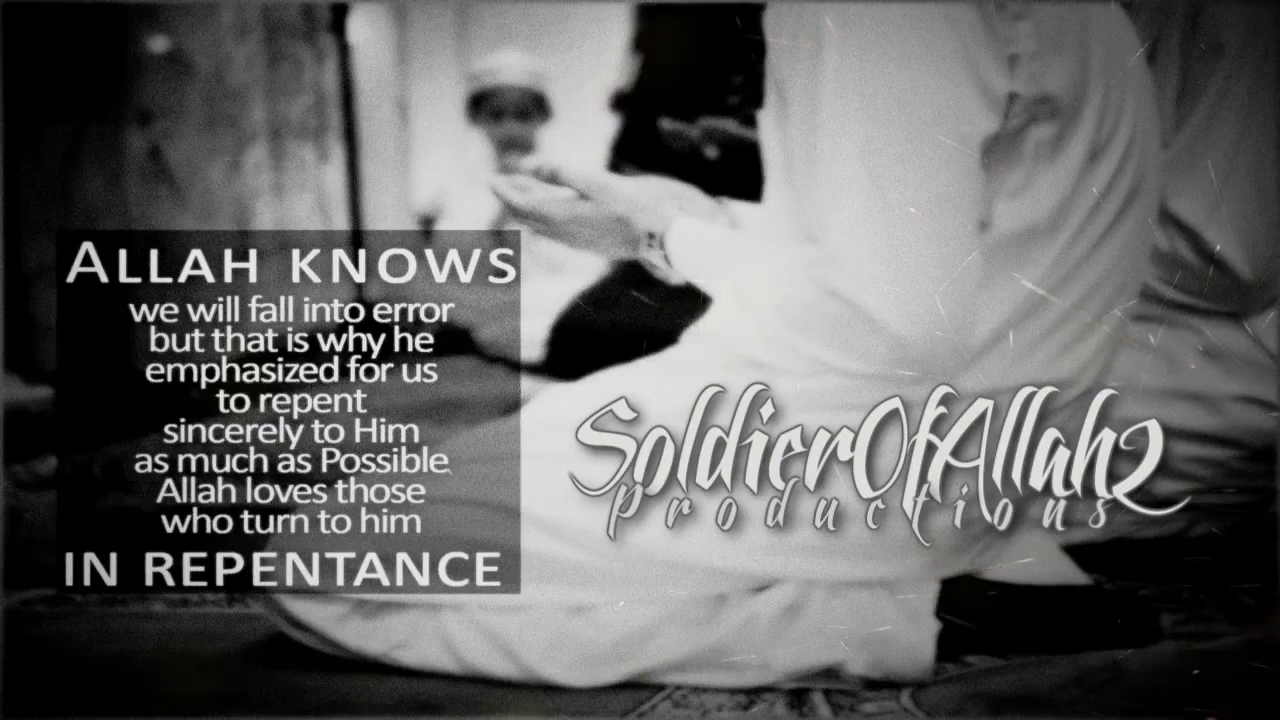 ALLAH KNOWS
we will fall into error
but that is why he
emphasized for us
to repent
sincerely to Him
as much as Possible.
Allah loves those
who turn to him
IN REPENTANCE
SoldierOfAllah2
Productions